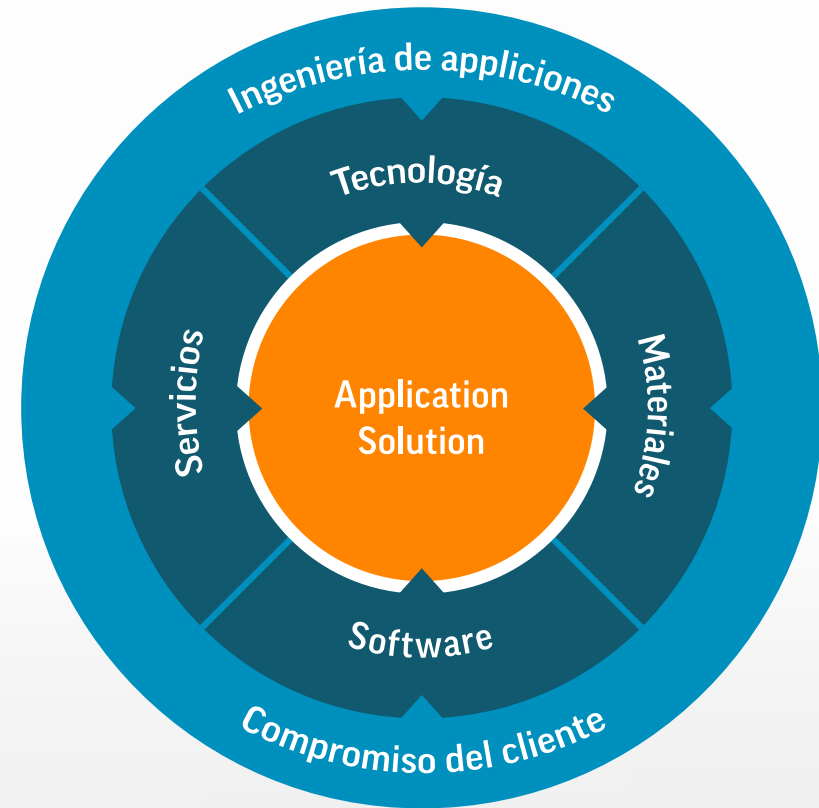 Ingeniería de appliciones
Tecnología
Servicios
Materiales
Application
Solution
Software
Compromiso del cliente